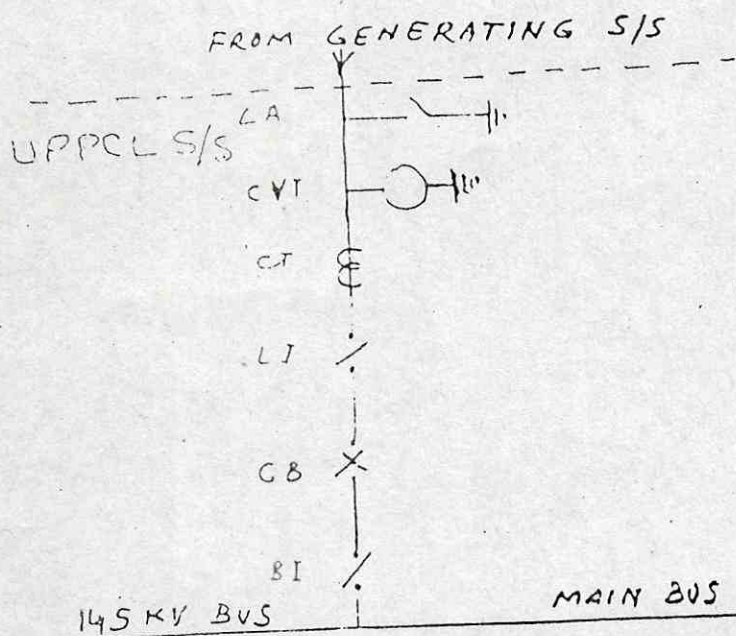 FROM GENERATING S/S
LA
UPPCL S/S
CVT
CT
LI
CB
BI
145 KV BUS
MAIN BUS